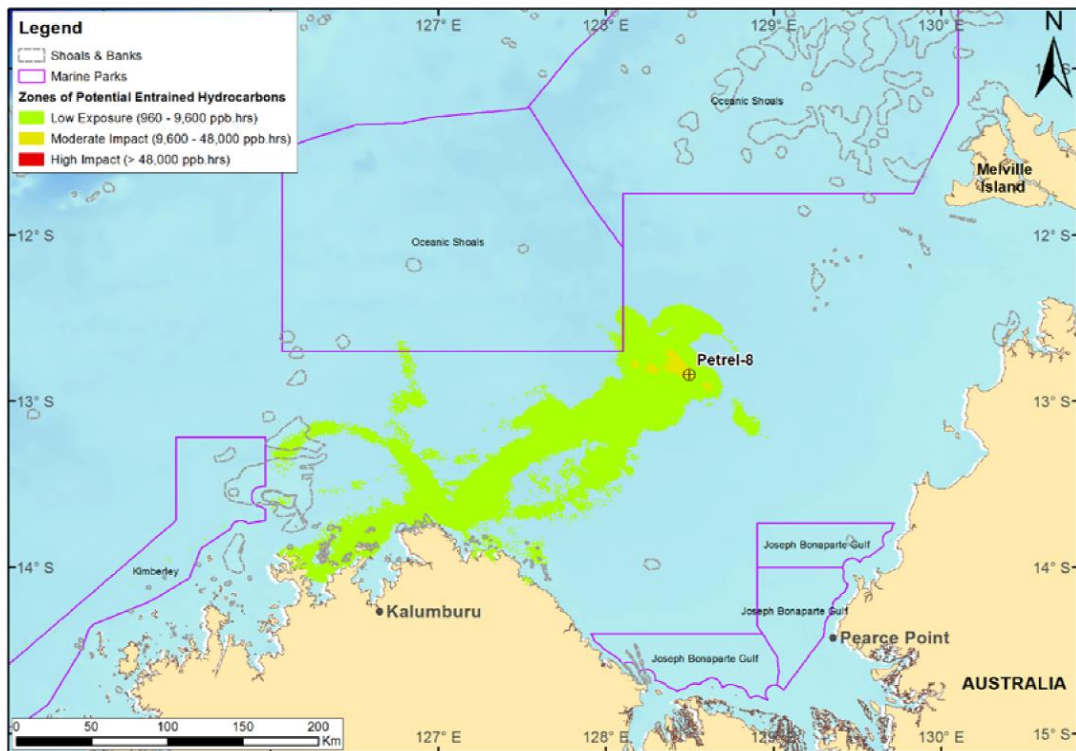 127° E 128° E 129° E 130° E
Legend
Shoals & Banks
Marine Parks
Zones of Potential Entrained Hydrocarbons
Low Exposure (960 - 9,600 ppb.hrs)
Moderate Impact (9,600 - 48,000 ppb.hrs)
High Impact (> 48,000 ppb.hrs)
N
11° S
Oceanic Shoals
Melville
Island
12° S 12° S
Oceanic Shoals
Petrel-8
13° S 13° S
Joseph Bonaparte Gulf
14° S 14° S
Kimberley
Kalumburu
Joseph Bonaparte Gulf
Pearce Point
Joseph Bonaparte Gulf
AUSTRALIA
0 50 100 150 200
Km
127° E 128° E 129° E 130° E
15° S